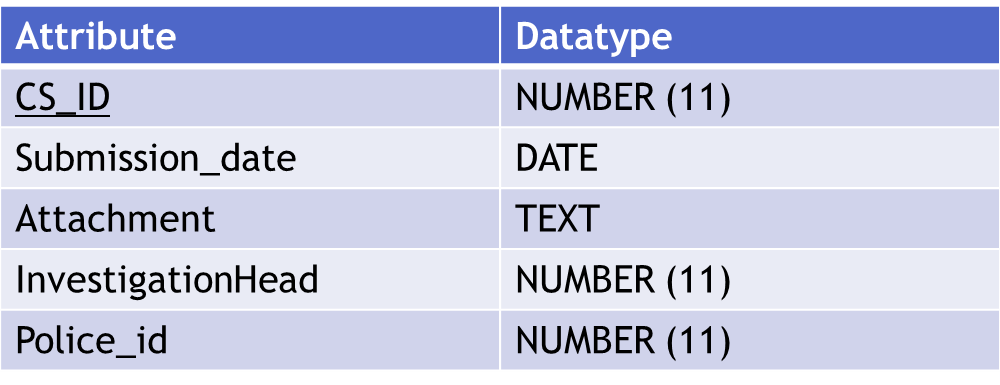 Attribute Datatype
CS_ID NUMBER (11)
Submission_date DATE
Attachment TEXT
InvestigationHead NUMBER (11)
Police_id NUMBER (11)